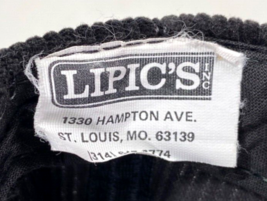 LIPIC'S INC
1330 HAMPTON AVE.
ST. LOUIS, MO. 63139
(314)